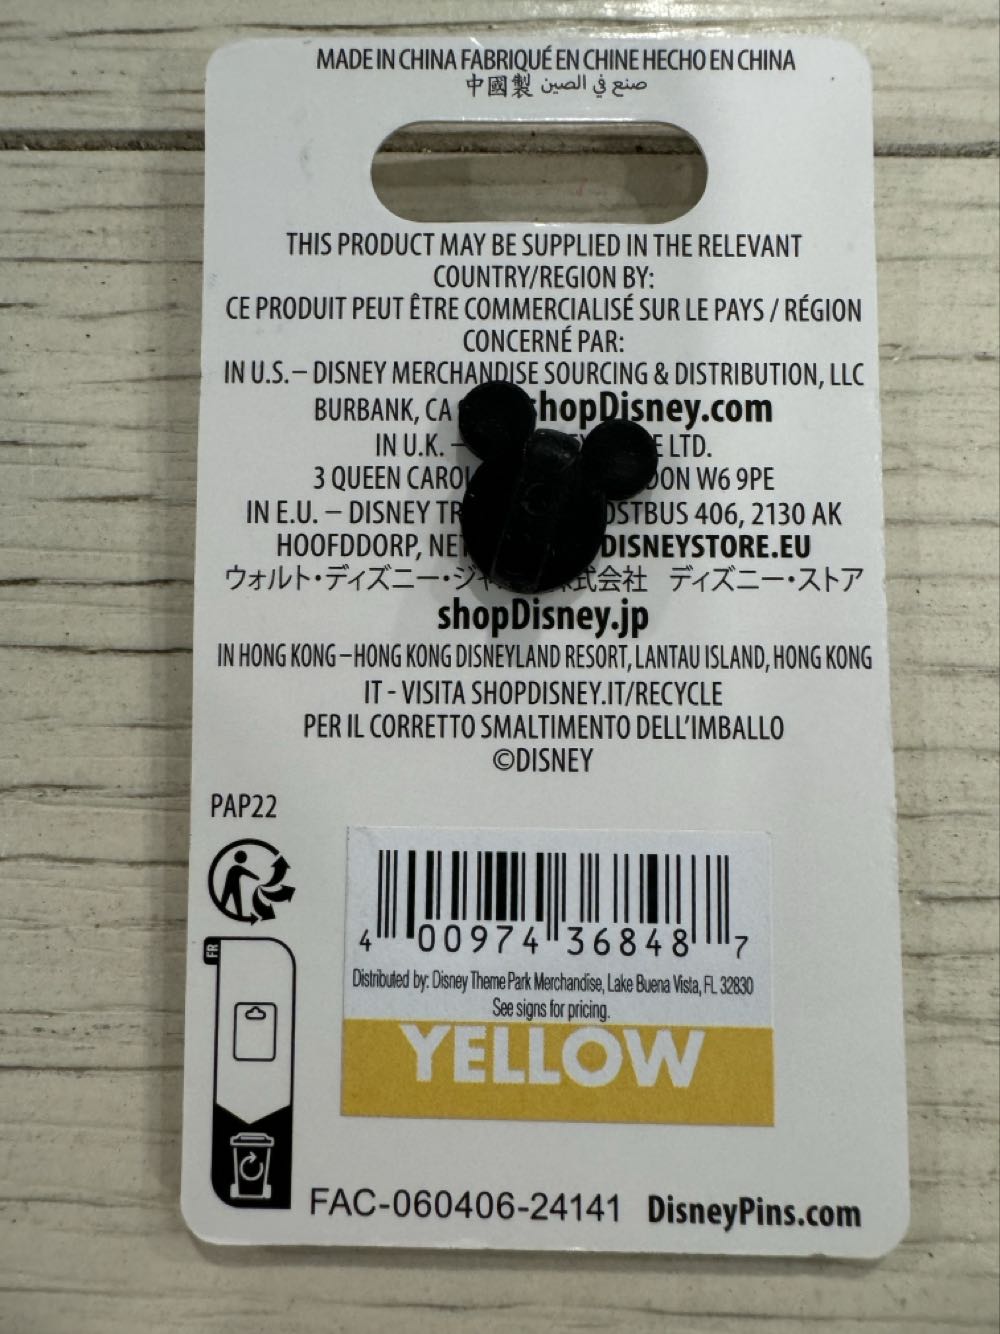 MADE IN CHINA FABRIQUÉ EN CHINE HECHO EN CHINA
中國製 صنع في الصين
THIS PRODUCT MAY BE SUPPLIED IN THE RELEVANT
COUNTRY/REGION BY:
CE PRODUIT PEUT ÊTRE COMMERCIALISÉ SUR LE PAYS / RÉGION
CONCERNÉ PAR:
IN U.S.– DISNEY MERCHANDISE SOURCING & DISTRIBUTION, LLC
BURBANK, CA shopDisney.com
IN U.K. – LTD.
3 QUEEN W6 9PE
IN E.U. – DISNEY 406, 2130 AK
HOOFDDORP, DISNEYSTORE.EU
ウォルト・ディズニー・ジャ 式会社 ディズニー・ストア
shopDisney.jp
IN HONG KONG–HONG KONG DISNEYLAND RESORT, LANTAU ISLAND, HONG KONG
IT - VISITA SHOPDISNEY.IT/RECYCLE
PER IL CORRETTO SMALTIMENTO DELL'IMBALLO
©DISNEY
PAP22
4 00974 36848 7
Distributed by: Disney Theme Park Merchandise, Lake Buena Vista, FL 32830
See signs for pricing.
YELLOW
FR
FAC-060406-24141 DisneyPins.com